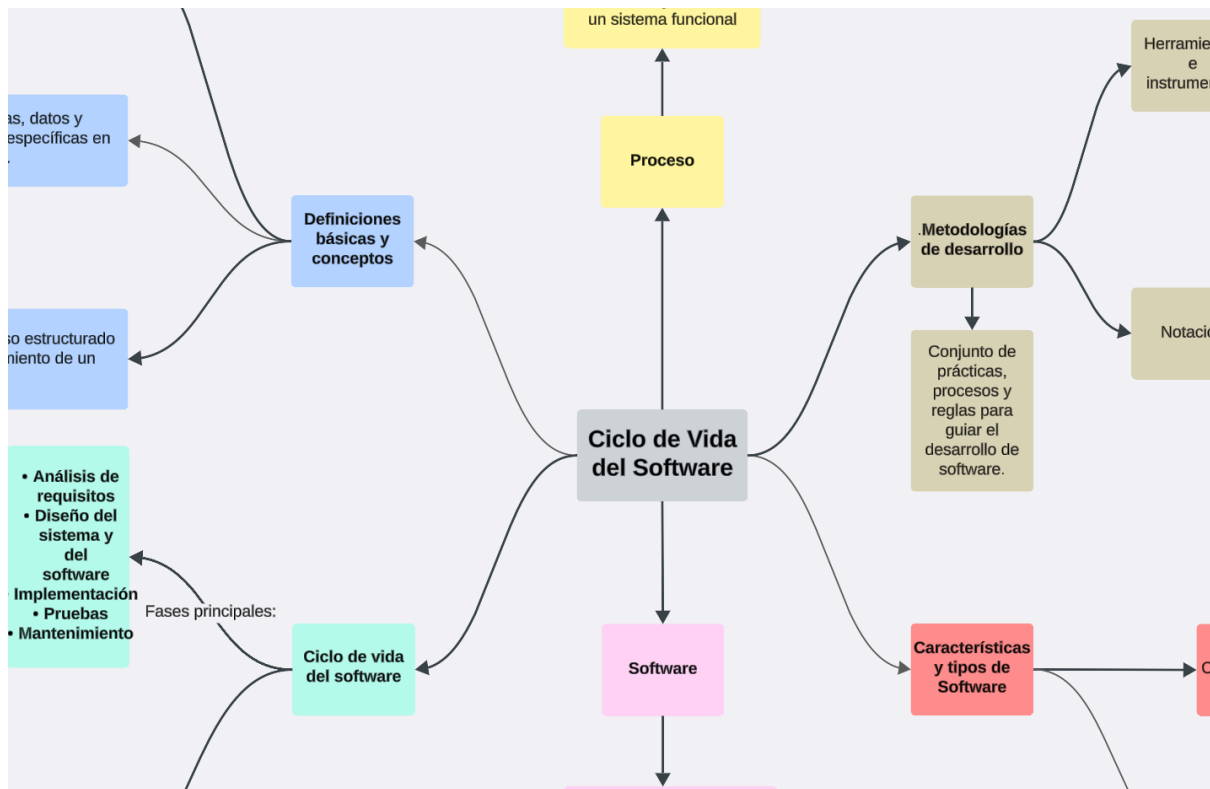 un sistema funcional
Proceso
Herramie
e
instrume
as, datos y
específicas en
.
Definiciones
básicas y
conceptos
.Metodologías
de desarrollo
Notació
Conjunto de
prácticas,
procesos y
reglas para
guiar el
desarrollo de
software.
so estructurado
miento de un
Ciclo de Vida
del Software
• Análisis de
requisitos
• Diseño del
sistema y
del
software
Implementación
• Pruebas
• Mantenimiento
Fases principales:
Ciclo de vida
del software
Software
Características
y tipos de
Software